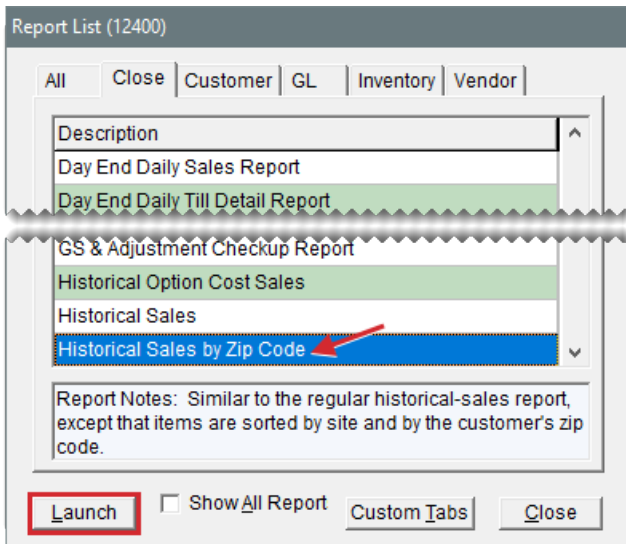 Report List (12400)
All Close Customer GL Inventory Vendor
Description
Day End Daily Sales Report
Day End Daily Till Detail Report
GS & Adjustment Checkup Report
Historical Option Cost Sales
Historical Sales
Historical Sales by Zip Code
Report Notes: Similar to the regular historical-sales report,
except that items are sorted by site and by the customer's zip
code.
Launch Show All Report Custom Tabs Close